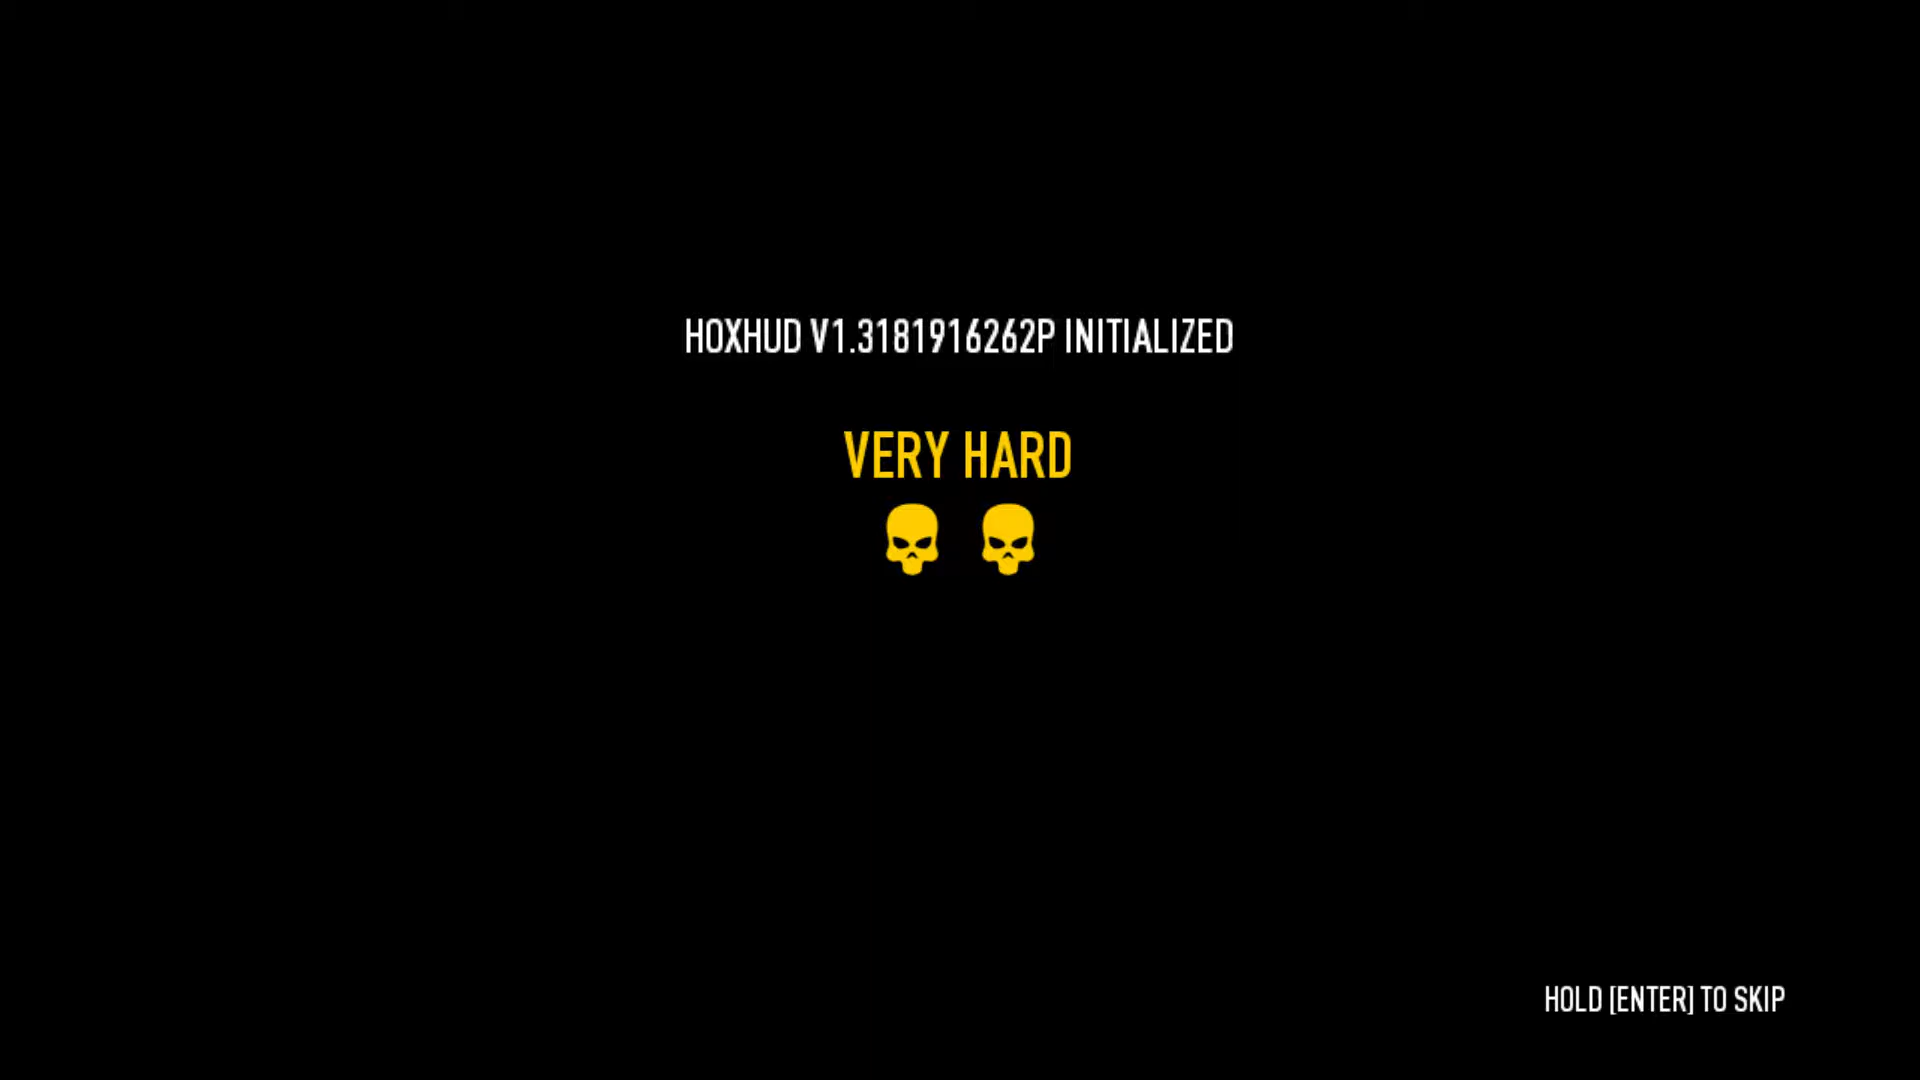 HOXHUD V1.3181916262P INITIALIZED
VERY HARD
HOLD [ENTER] TO SKIP